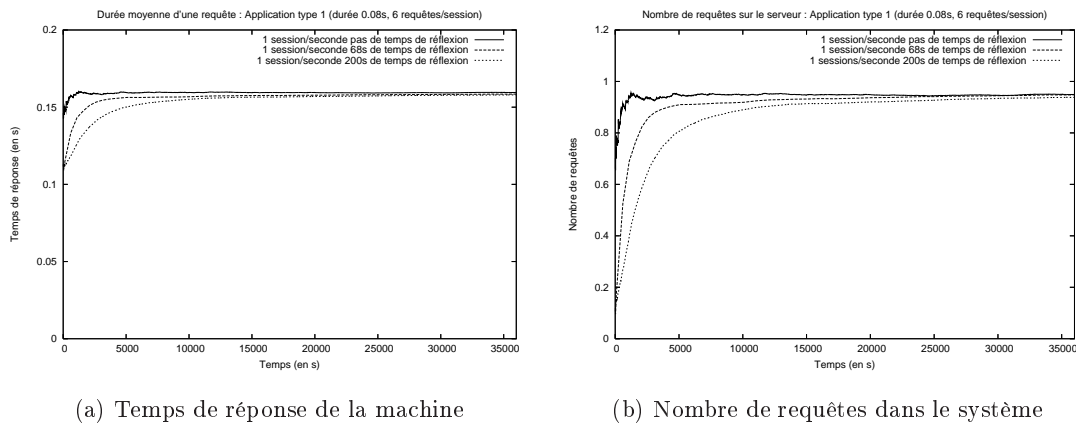 Durée moyenne d'une requête : Application type 1 (durée 0.08s, 6 requêtes/session)
0.2
0.15
0.1
0.05
0
Temps de réponse (en s)
1 session/seconde pas de temps de réflexion
1 session/seconde 68s de temps de réflexion
1 session/seconde 200s de temps de réflexion
0 5000 10000 15000 20000 25000 30000 35000
Temps (en s)
(a) Temps de réponse de la machine
Nombre de requêtes sur le serveur : Application type 1 (durée 0.08s, 6 requêtes/session)
1.2
1
0.8
0.6
0.4
0.2
0
Nombre de requêtes
1 session/seconde pas de temps de réflexion
1 session/seconde 68s de temps de réflexion
1 sessions/seconde 200s de temps de réflexion
0 5000 10000 15000 20000 25000 30000 35000
Temps (en s)
(b) Nombre de requêtes dans le système